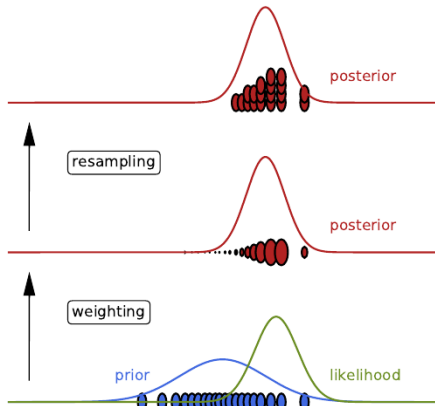 posterior
resampling
posterior
weighting
prior
likelihood